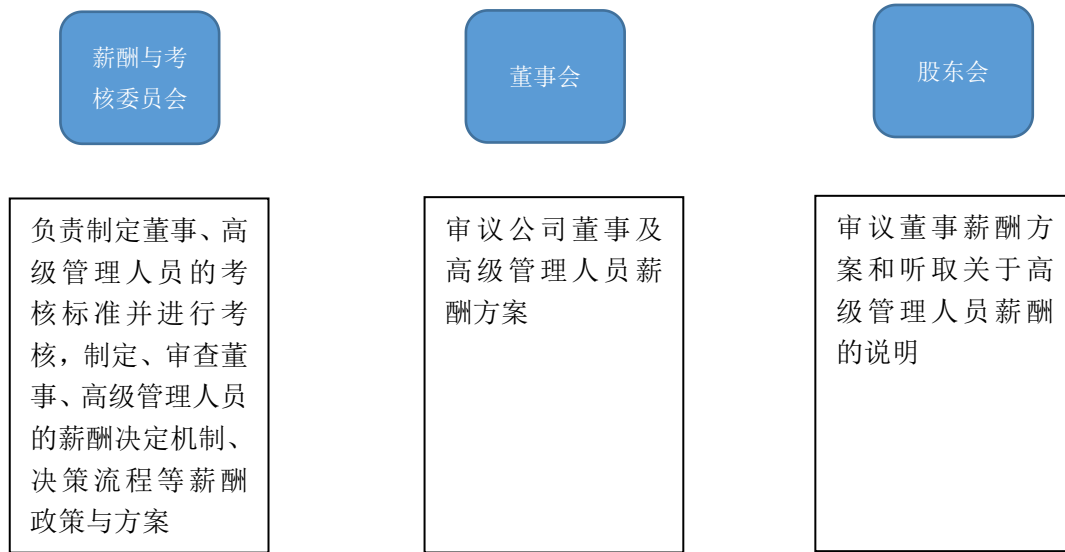 薪酬与考
核委员会
董事会
股东会
负责制定董事、高
级管理人员的考
核标准并进行考
核，制定、审查董
事、高级管理人员
的薪酬决定机制、
决策流程等薪酬
政策与方案
审议公司董事及
高级管理人员薪
酬方案
审议董事薪酬方
案和听取关于高
级管理人员薪酬
的说明